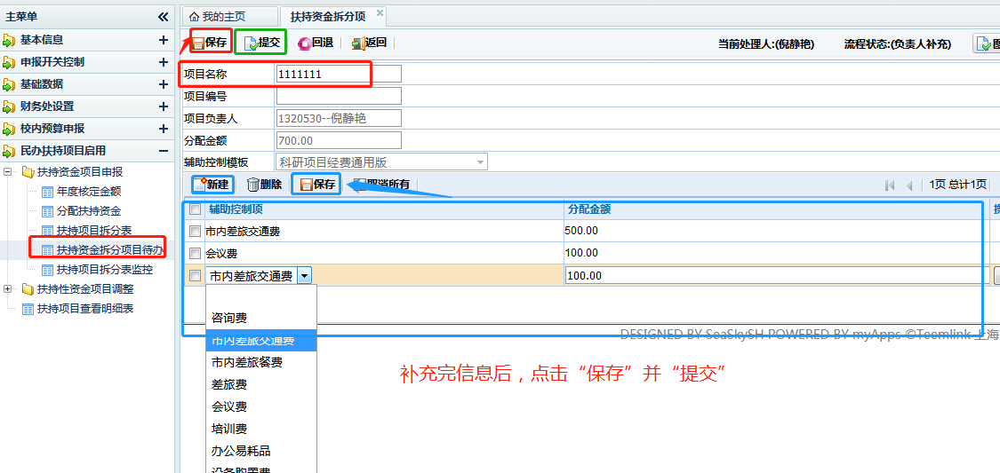 主菜单
基本信息
申报开关控制
基础数据
财务处设置
校内预算申报
民办扶持项目启用
扶持资金项目申报
年度核定金额
分配扶持资金
扶持项目拆分表
扶持资金拆分项目待办
扶持项目拆分表监控
扶持性资金项目调整
扶持项目查看明细表
我的主页 扶持资金拆分项
保存 提交 回退 返回 当前处理人:(倪静艳) 流程状态:(负责人补充)
项目名称 1111111
项目编号
项目负责人 1320530--倪静艳
分配金额 700.00
辅助控制模板 科研项目经费通用版
新建 删除 保存 取消所有 1页 总计1页
辅助控制项 分配金额
市内差旅交通费 500.00
会议费 100.00
市内差旅交通费 100.00
咨询费
市内差旅交通费
市内差旅餐费
差旅费
会议费
培训费
办公易耗品
设备购置费
DESIGNED BY SeaSkySH POWERED BY myApps ©Teemlink 上海
补充完信息后，点击“保存”并“提交”